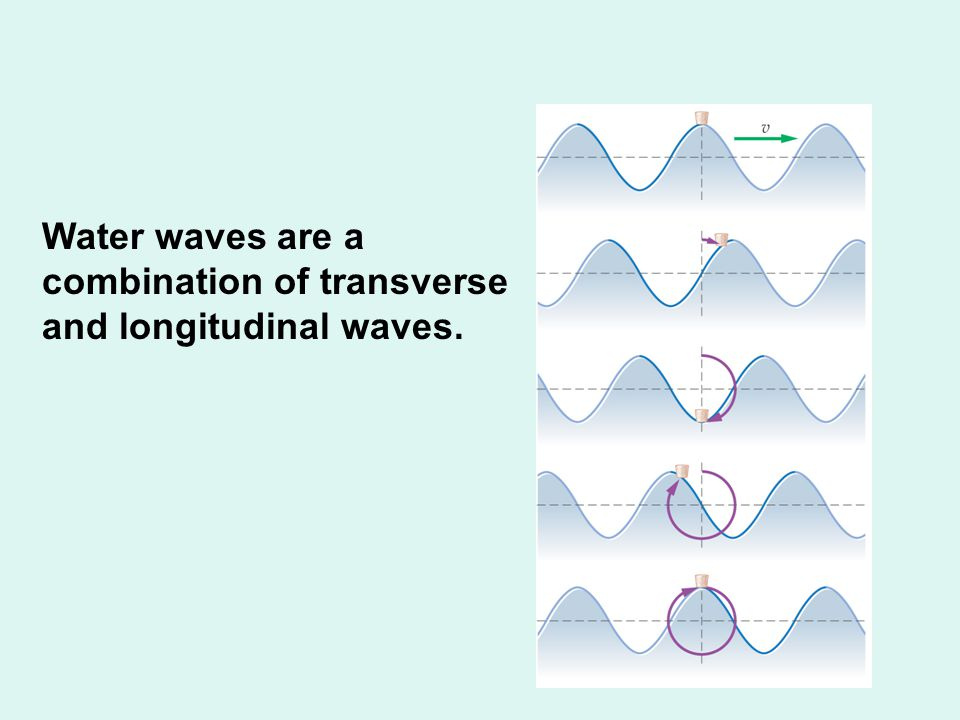 Water waves are a
combination of transverse
and longitudinal waves.
v